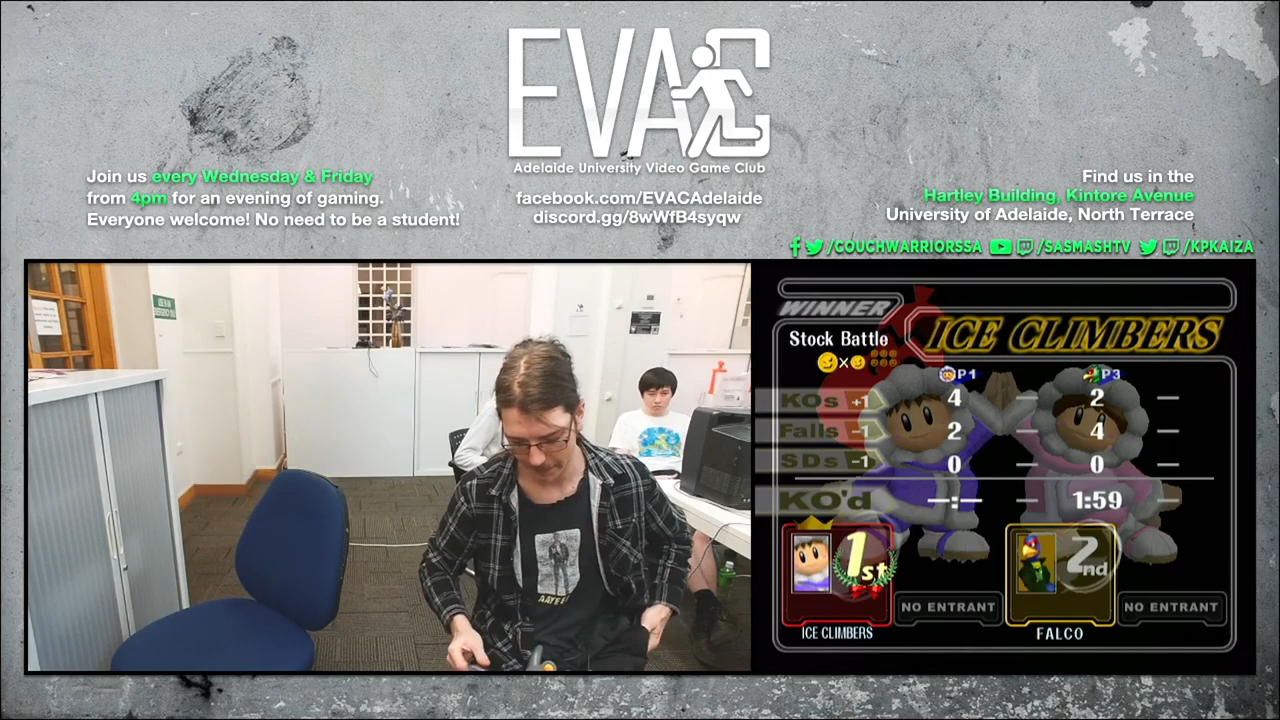 EVAC
Adelaide University Video Game Club
facebook.com/EVACAdelaide
discord.gg/8wWfB4syqw
Join us every Wednesday & Friday
from 4pm for an evening of gaming.
Everyone welcome! No need to be a student!
Find us in the
Hartley Building, Kintore Avenue
University of Adelaide, North Terrace
/COUCHWARRIORSSA /SASMASHTV /KPKAIZA
WINNER
ICE CLIMBERS
Stock Battle
P1 P3
KOs +1 4 — 2 —
Falls -1 2 — 4 —
SDs -1 0 — 0 —
KO'd —:— — 1:59 —
1st
2nd
NO ENTRANT
NO ENTRANT
ICE CLIMBERS
FALCO